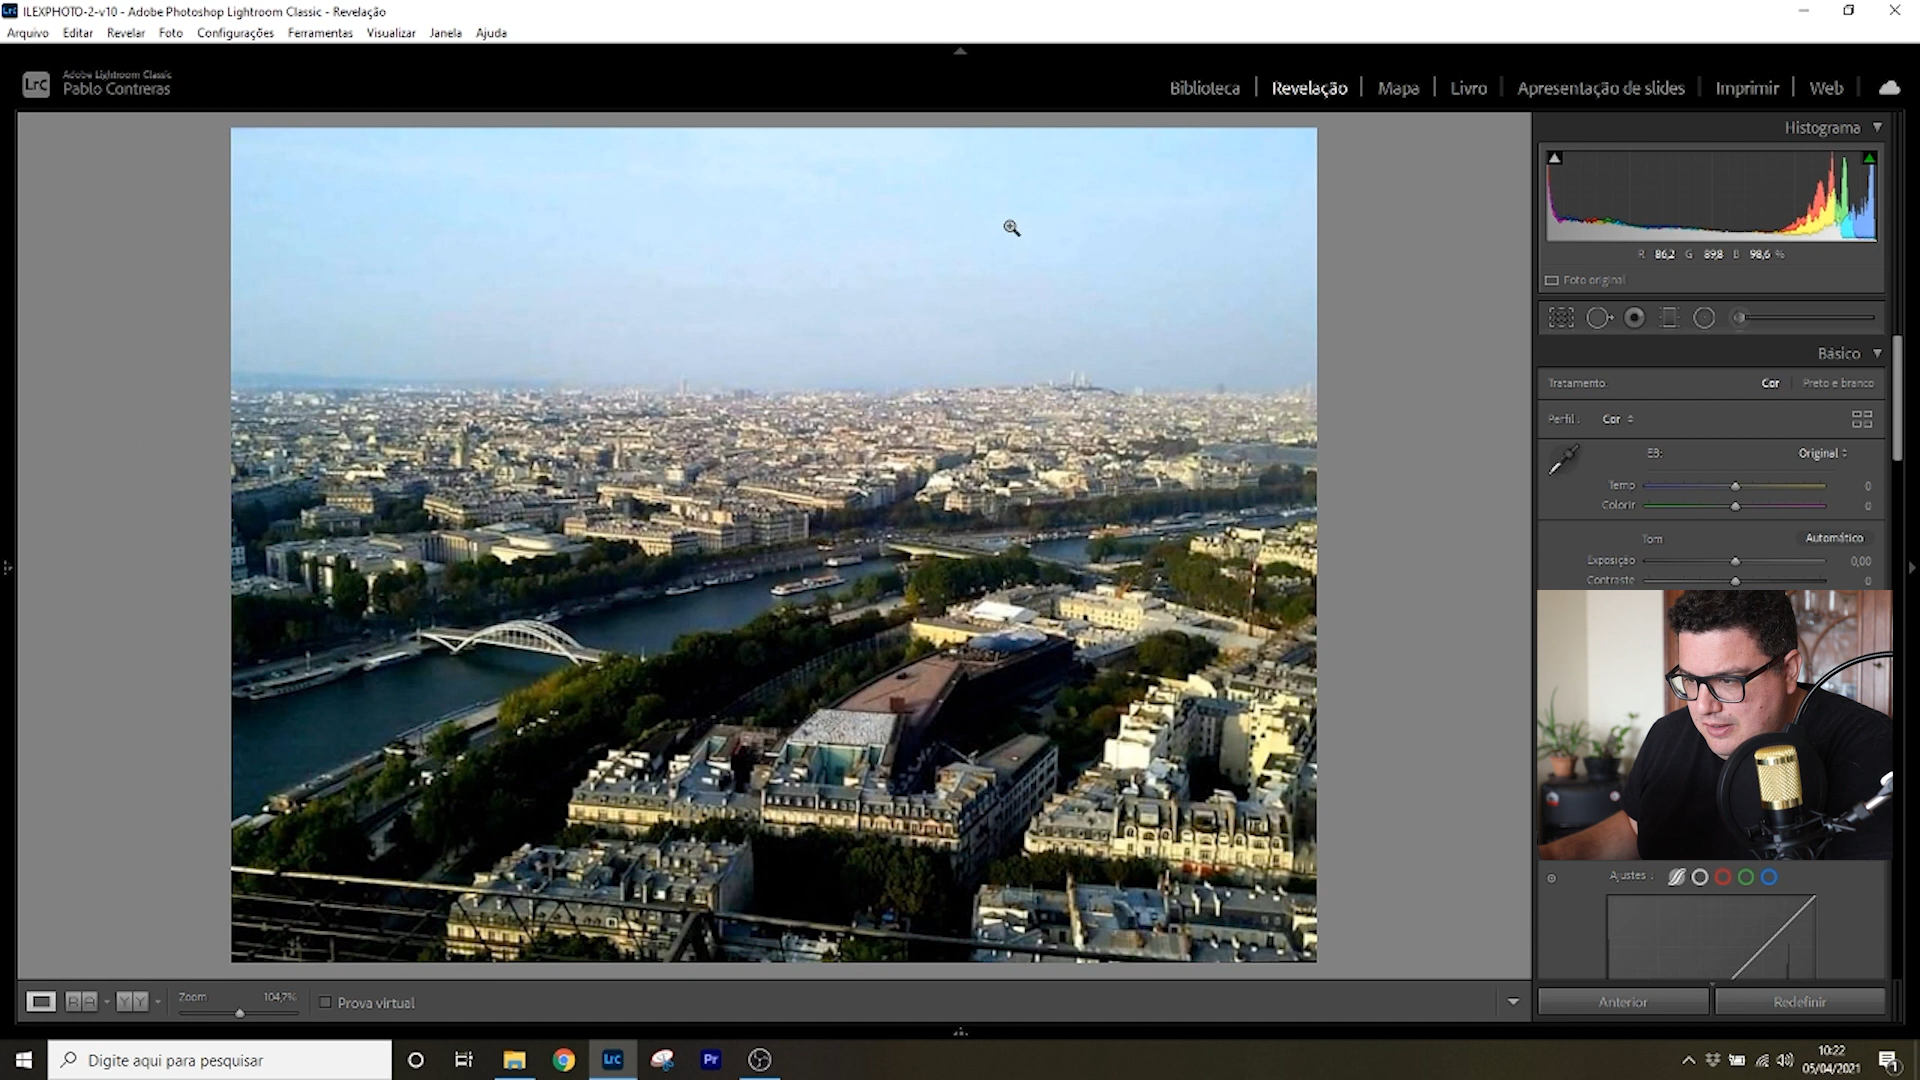 ILEXPHOTO-2-v10 - Adobe Photoshop Lightroom Classic - Revelação
Arquivo Editar Revelar Foto Configurações Ferramentas Visualizar Janela Ajuda
LrC
Adobe Lightroom Classic
Pablo Contreras
Biblioteca | Revelação | Mapa | Livro | Apresentação de slides | Imprimir | Web
Histograma
R 86,2 G 89,8 B 98,6 %
Foto original
Básico
Tratamento: Cor | Preto e branco
Perfil: Cor
EB: Original
Temp 0
Colorir 0
Tom Automático
Exposição 0,00
Contraste 0
Ajustes:
R A Y Y Zoom 104,7% Prova virtual
Anterior Redefinir
Digite aqui para pesquisar
LrC
Pr
10:22
05/04/2021
1